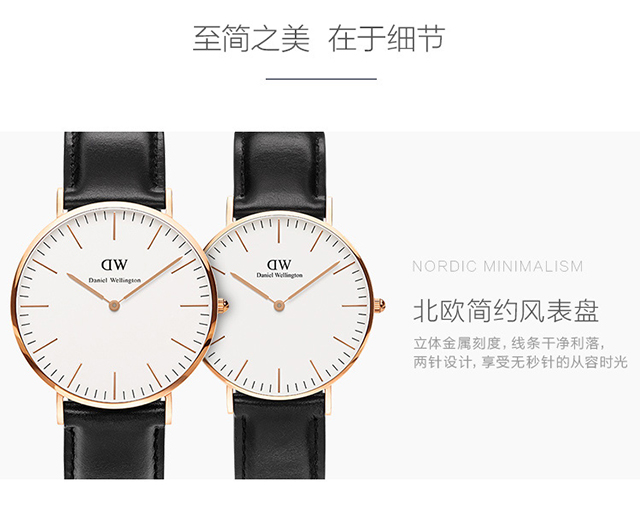 至简之美 在于细节
DW
Daniel Wellington
DW
Daniel Wellington
NORDIC MINIMALISM
北欧简约风表盘
立体金属刻度，线条干净利落，
两针设计，享受无秒针的从容时光